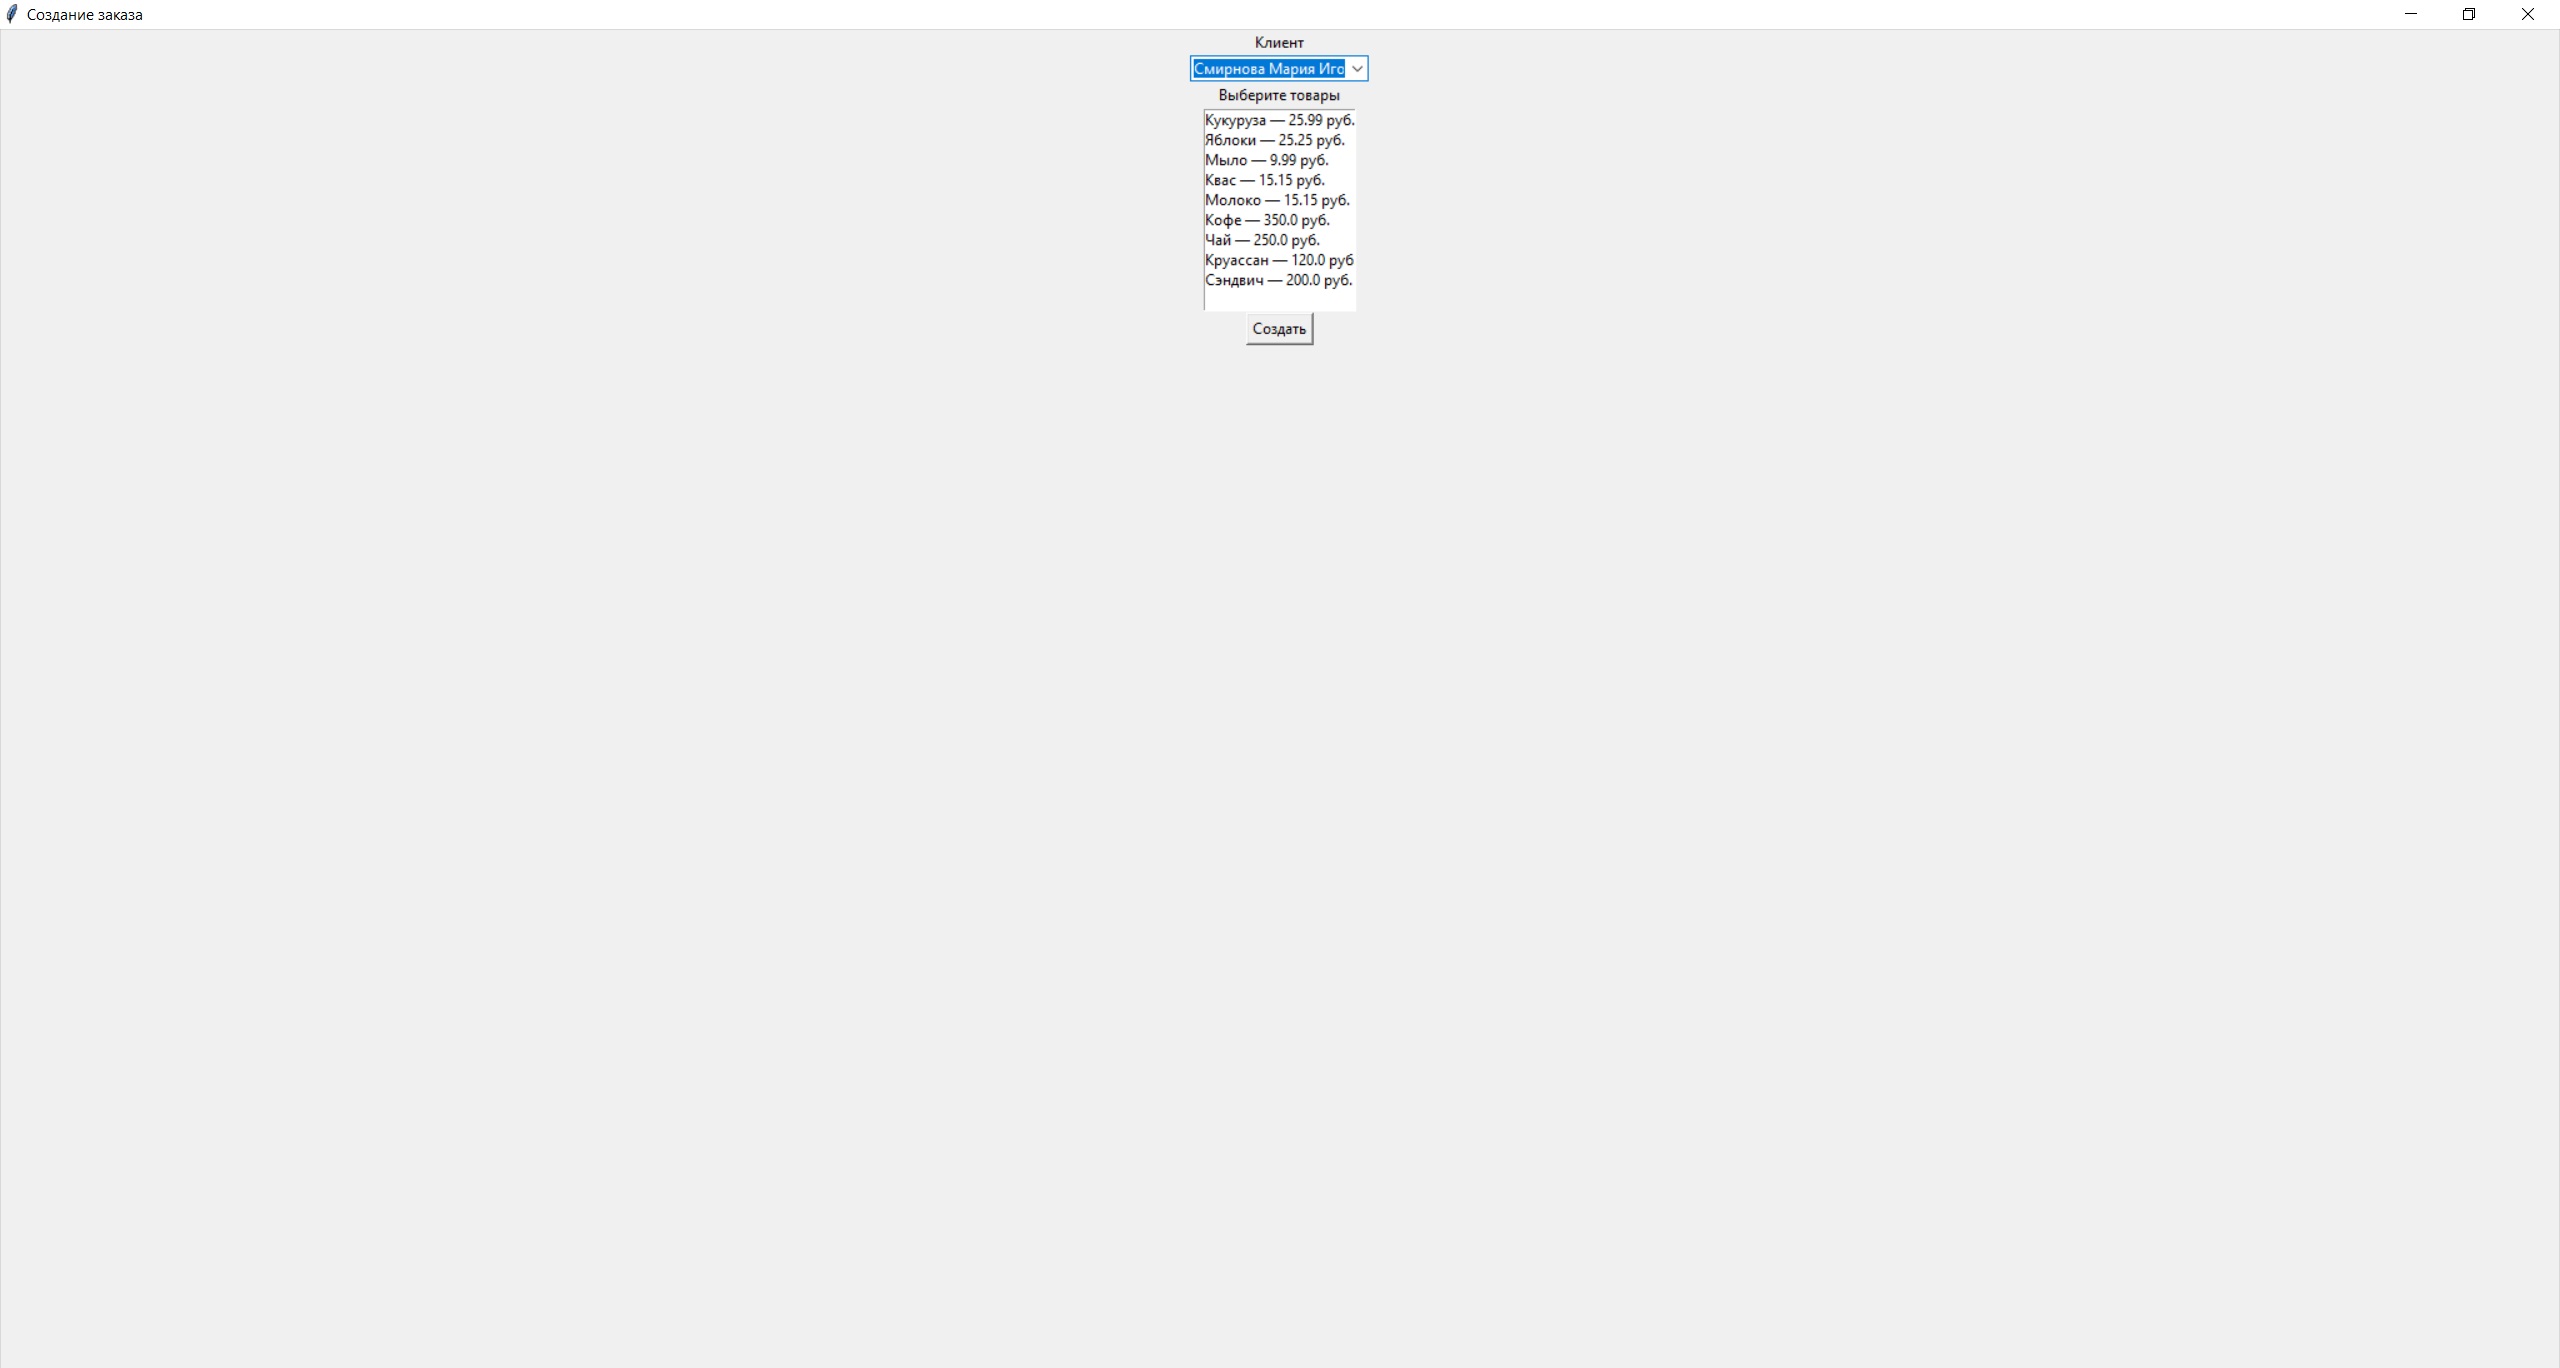 Создание заказа
Клиент
Смирнова Мария Иго
Выберите товары
Кукуруза — 25.99 руб.
Яблоки — 25.25 руб.
Мыло — 9.99 руб.
Квас — 15.15 руб.
Молоко — 15.15 руб.
Кофе — 350.0 руб.
Чай — 250.0 руб.
Круассан — 120.0 руб
Сэндвич — 200.0 руб.
Создать